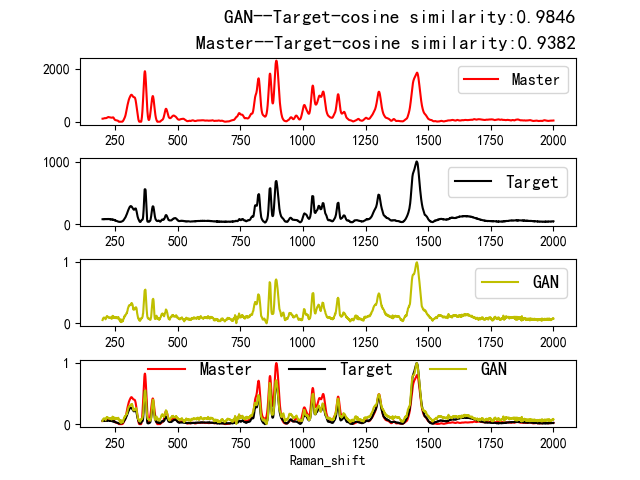 GAN--Target-cosine similarity:0.9846
Master--Target-cosine similarity:0.9382
2000
0
Master
250 500 750 1000 1250 1500 1750 2000
1000
0
Target
250 500 750 1000 1250 1500 1750 2000
1
0
GAN
250 500 750 1000 1250 1500 1750 2000
1
0
Master Target GAN
250 500 750 1000 1250 1500 1750 2000
Raman_shift